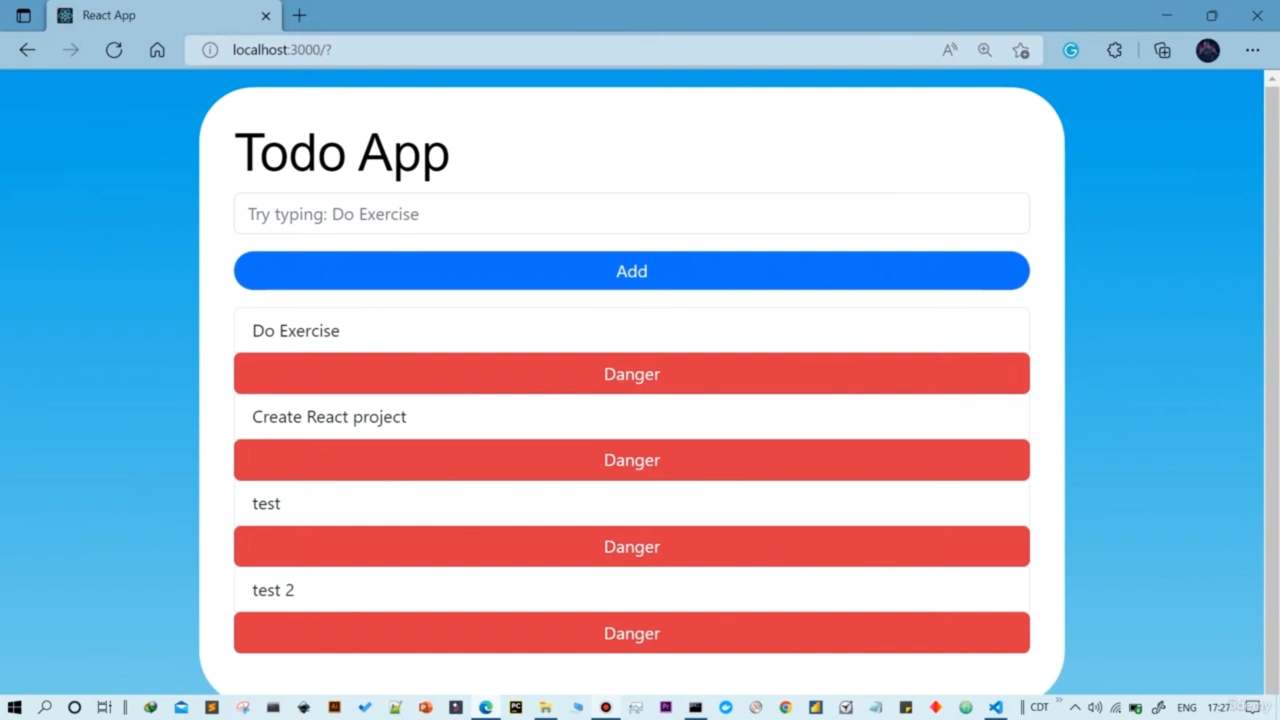 React App
localhost:3000/?
Todo App
Try typing: Do Exercise
Add
Do Exercise
Danger
Create React project
Danger
test
Danger
test 2
Danger
CDT
ENG
17:27